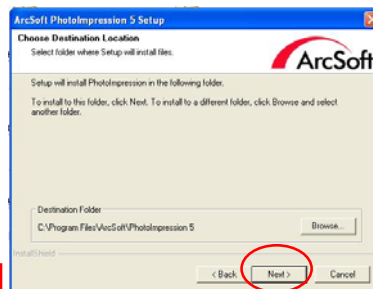 ArcSoft PhotoImpression 5 Setup
Choose Destination Location
Select folder where Setup will install files.
ArcSoft
Setup will install PhotoImpression in the following folder.
To install to this folder, click Next. To install to a different folder, click Browse and select
another folder.
Destination Folder
C:\Program Files\ArcSoft\PhotoImpression 5
Browse...
InstallShield
< Back
Next >
Cancel